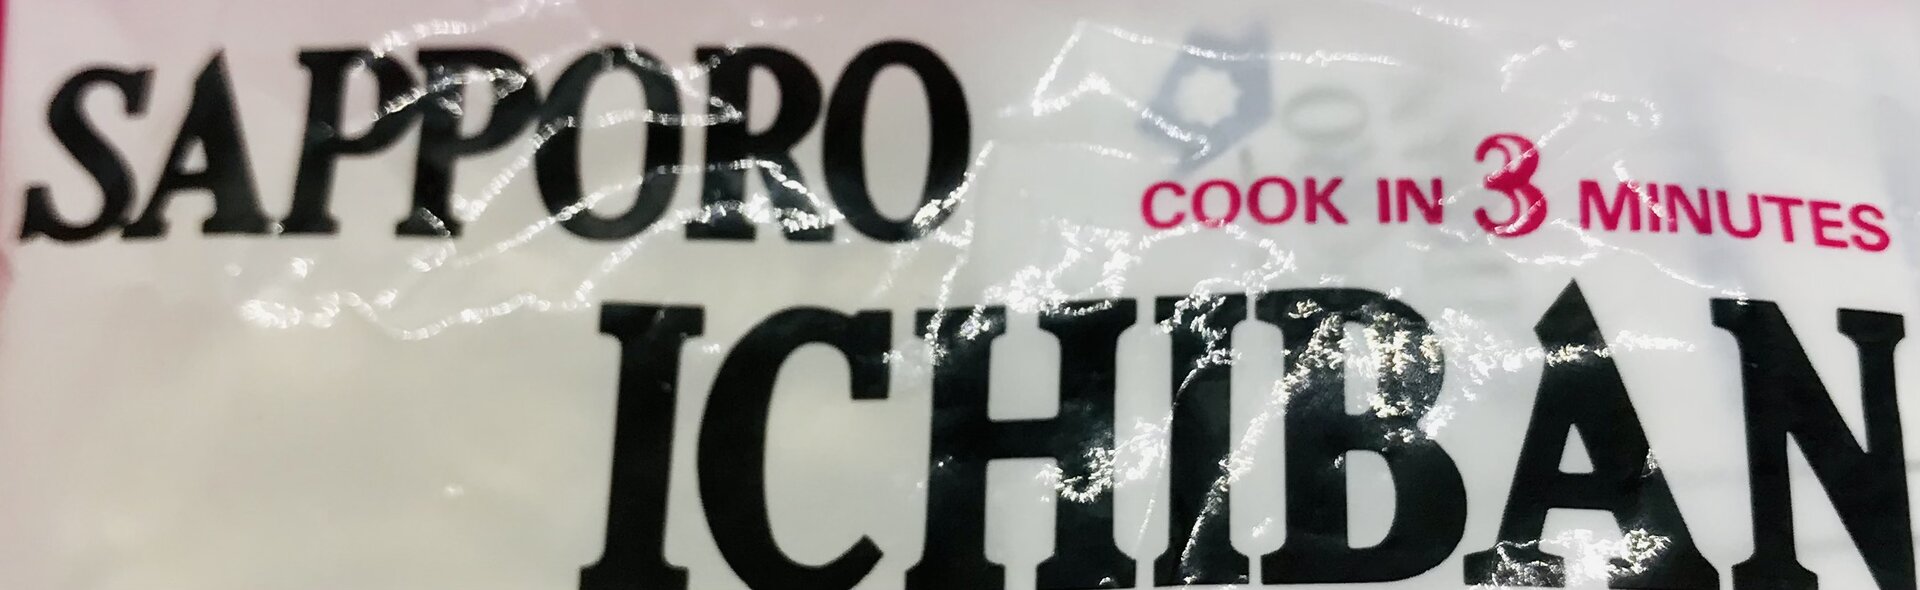 SAPPORO
COOK IN 3 MINUTES
ICHIBAN